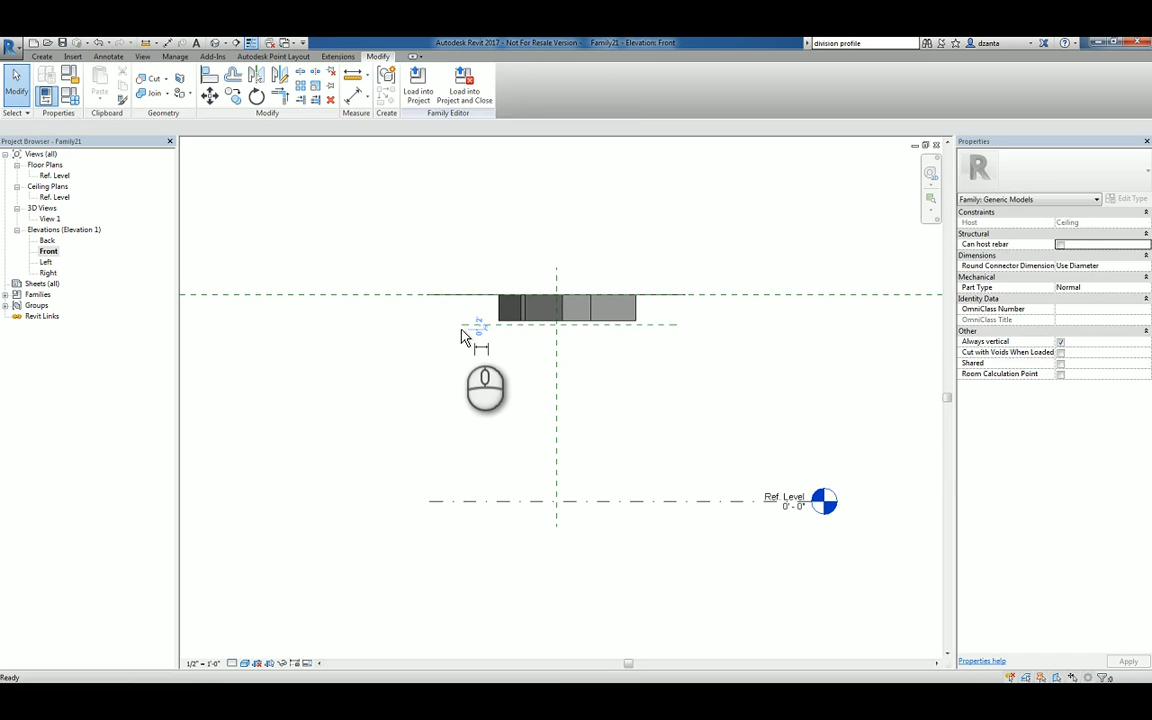 Autodesk Revit 2017 - Not For Resale Version - Family21 - Elevation: Front
division profile
dzanta
Create Insert Annotate View Manage Add-Ins Autodesk Point Layout Extensions Modify
Modify
Paste
Cut
Join
Load into Project
Load into Project and Close
Select Properties Clipboard Geometry Modify Measure Create Family Editor
Project Browser - Family21
Views (all)
Floor Plans
Ref. Level
Ceiling Plans
Ref. Level
3D Views
View 1
Elevations (Elevation 1)
Back
Front
Left
Right
Sheets (all)
Families
Groups
Revit Links
Ref. Level
0' - 0"
Properties
R
Family: Generic Models
Edit Type
Constraints
Host Ceiling
Structural
Can host rebar
Dimensions
Round Connector Dimension Use Diameter
Mechanical
Part Type Normal
Identity Data
OmniClass Number
OmniClass Title
Other
Always vertical
Cut with Voids When Loaded
Shared
Room Calculation Point
Properties help
Apply
1/2" = 1'-0"
Ready